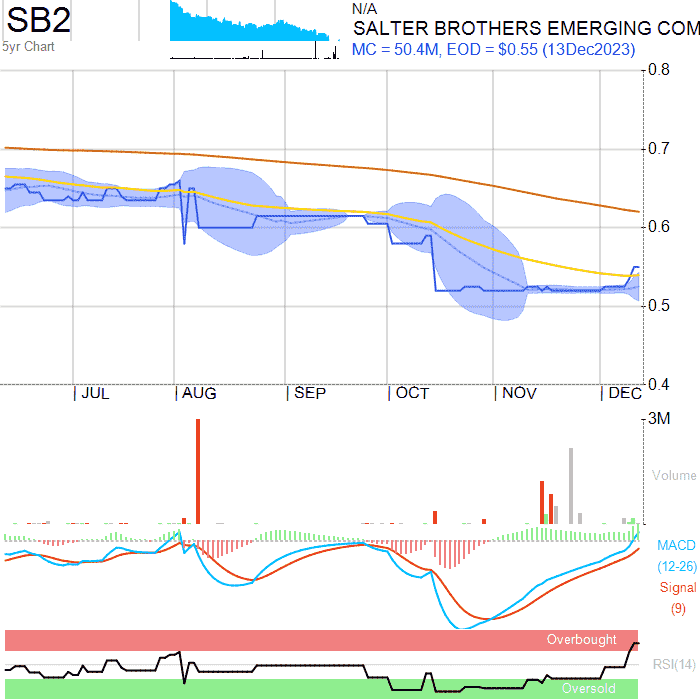 SB2
5yr Chart
N/A
SALTER BROTHERS EMERGING COM
MC = 50.4M, EOD = $0.55 (13Dec2023)
0.8
0.7
0.6
0.5
0.4
JUL
AUG
SEP
OCT
NOV
DEC
3M
Volume
MACD
(12-26)
Signal
(9)
Overbought
RSI(14)
Oversold